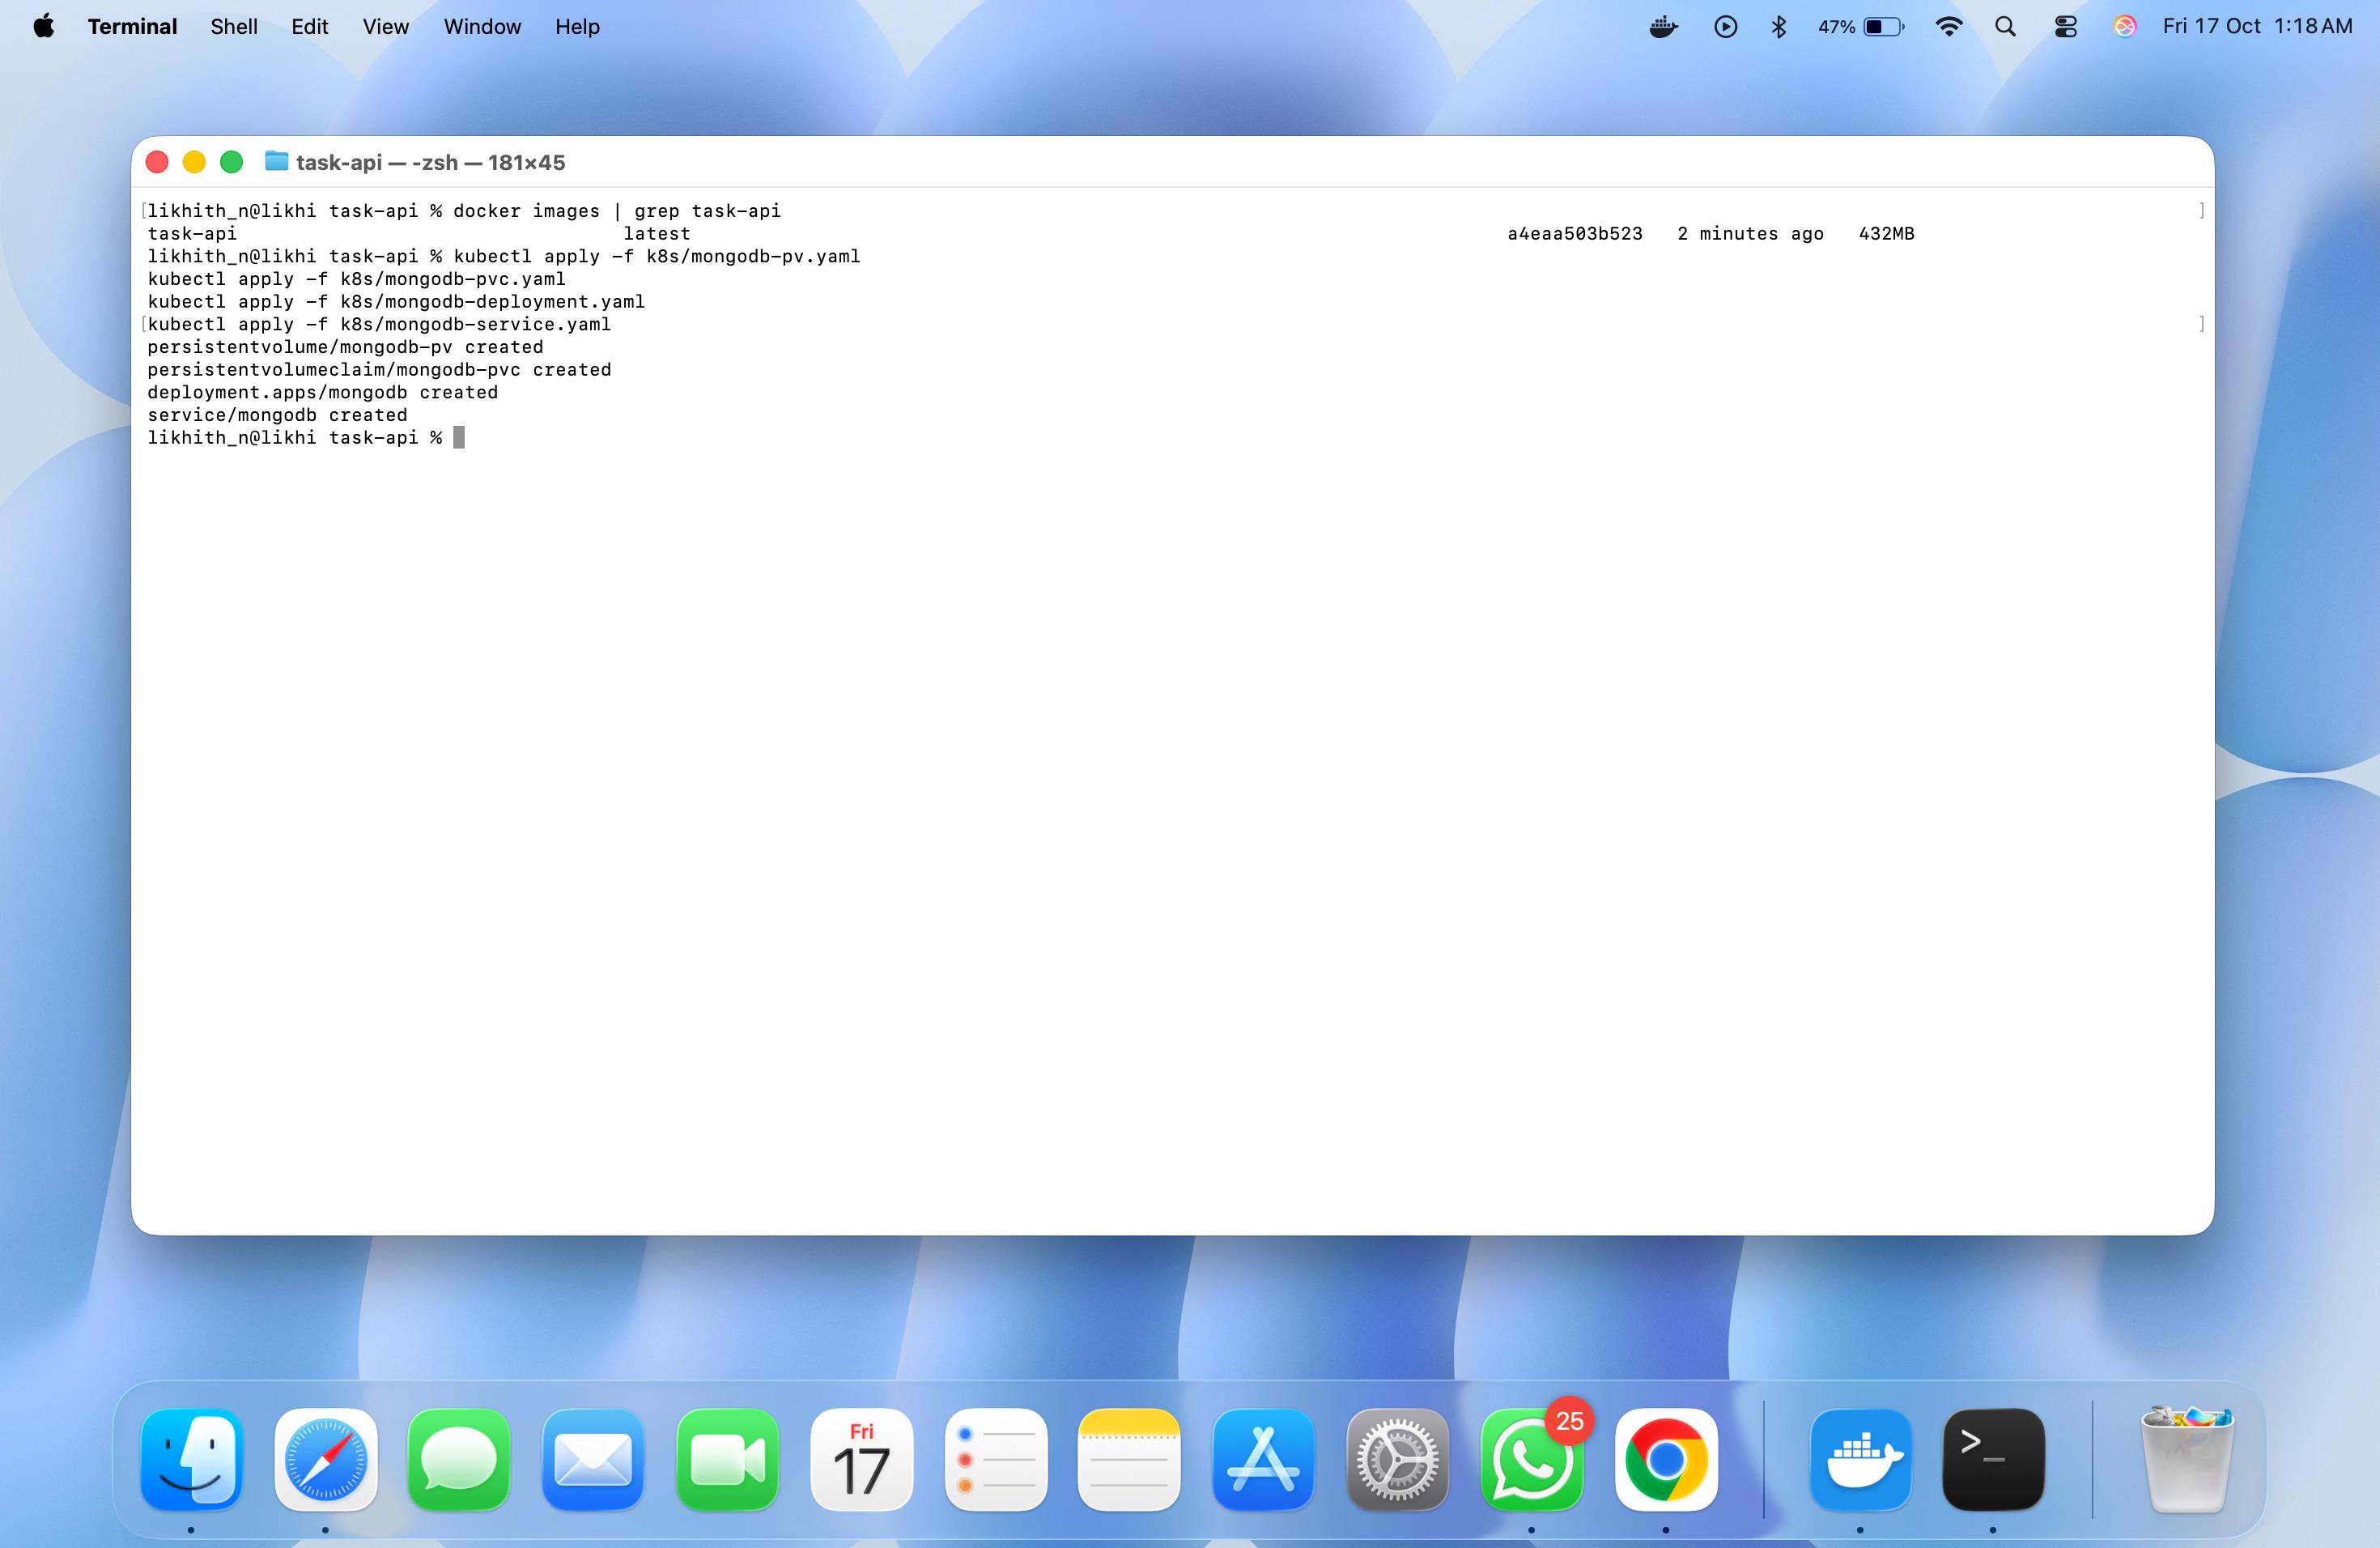 Terminal Shell Edit View Window Help 47% Fri 17 Oct 1:18 AM
task-api — -zsh — 181×45
[likhith_n@likhi task-api % docker images | grep task-api ]
task-api latest a4eaa503b523 2 minutes ago 432MB
likhith_n@likhi task-api % kubectl apply -f k8s/mongodb-pv.yaml
kubectl apply -f k8s/mongodb-pvc.yaml
kubectl apply -f k8s/mongodb-deployment.yaml
[kubectl apply -f k8s/mongodb-service.yaml ]
persistentvolume/mongodb-pv created
persistentvolumeclaim/mongodb-pvc created
deployment.apps/mongodb created
service/mongodb created
likhith_n@likhi task-api %
Fri
17
25
>_